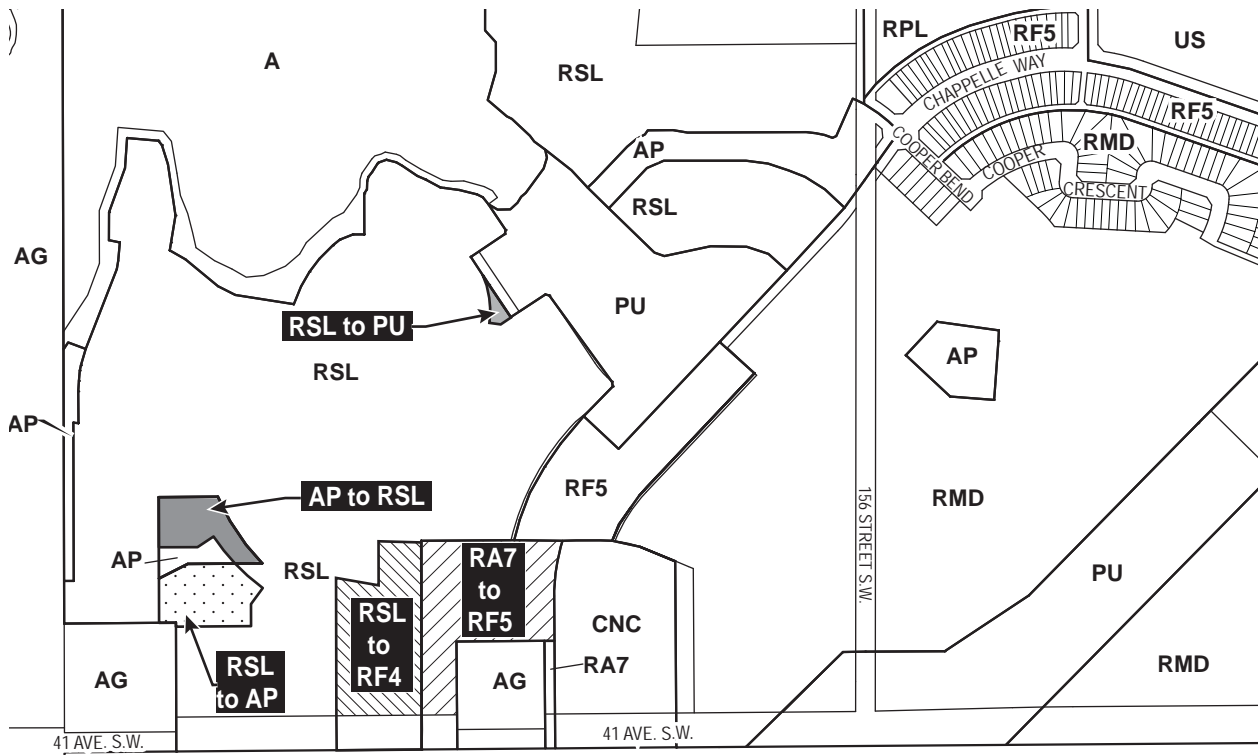 RPL
RF5
US
A
RSL
CHAPPELLE WAY
RF5
AP
COOPER BEND
COOPER
RMD
CRESCENT
RSL
AG
PU
RSL to PU
RSL
AP
AP
AP to RSL
RF5
RMD
156 STREET S.W.
AP
RSL
RA7
to
RF5
PU
RSL
to
RF4
CNC
RSL
to AP
AG
AG
RA7
RMD
41 AVE. S.W.
41 AVE. S.W.